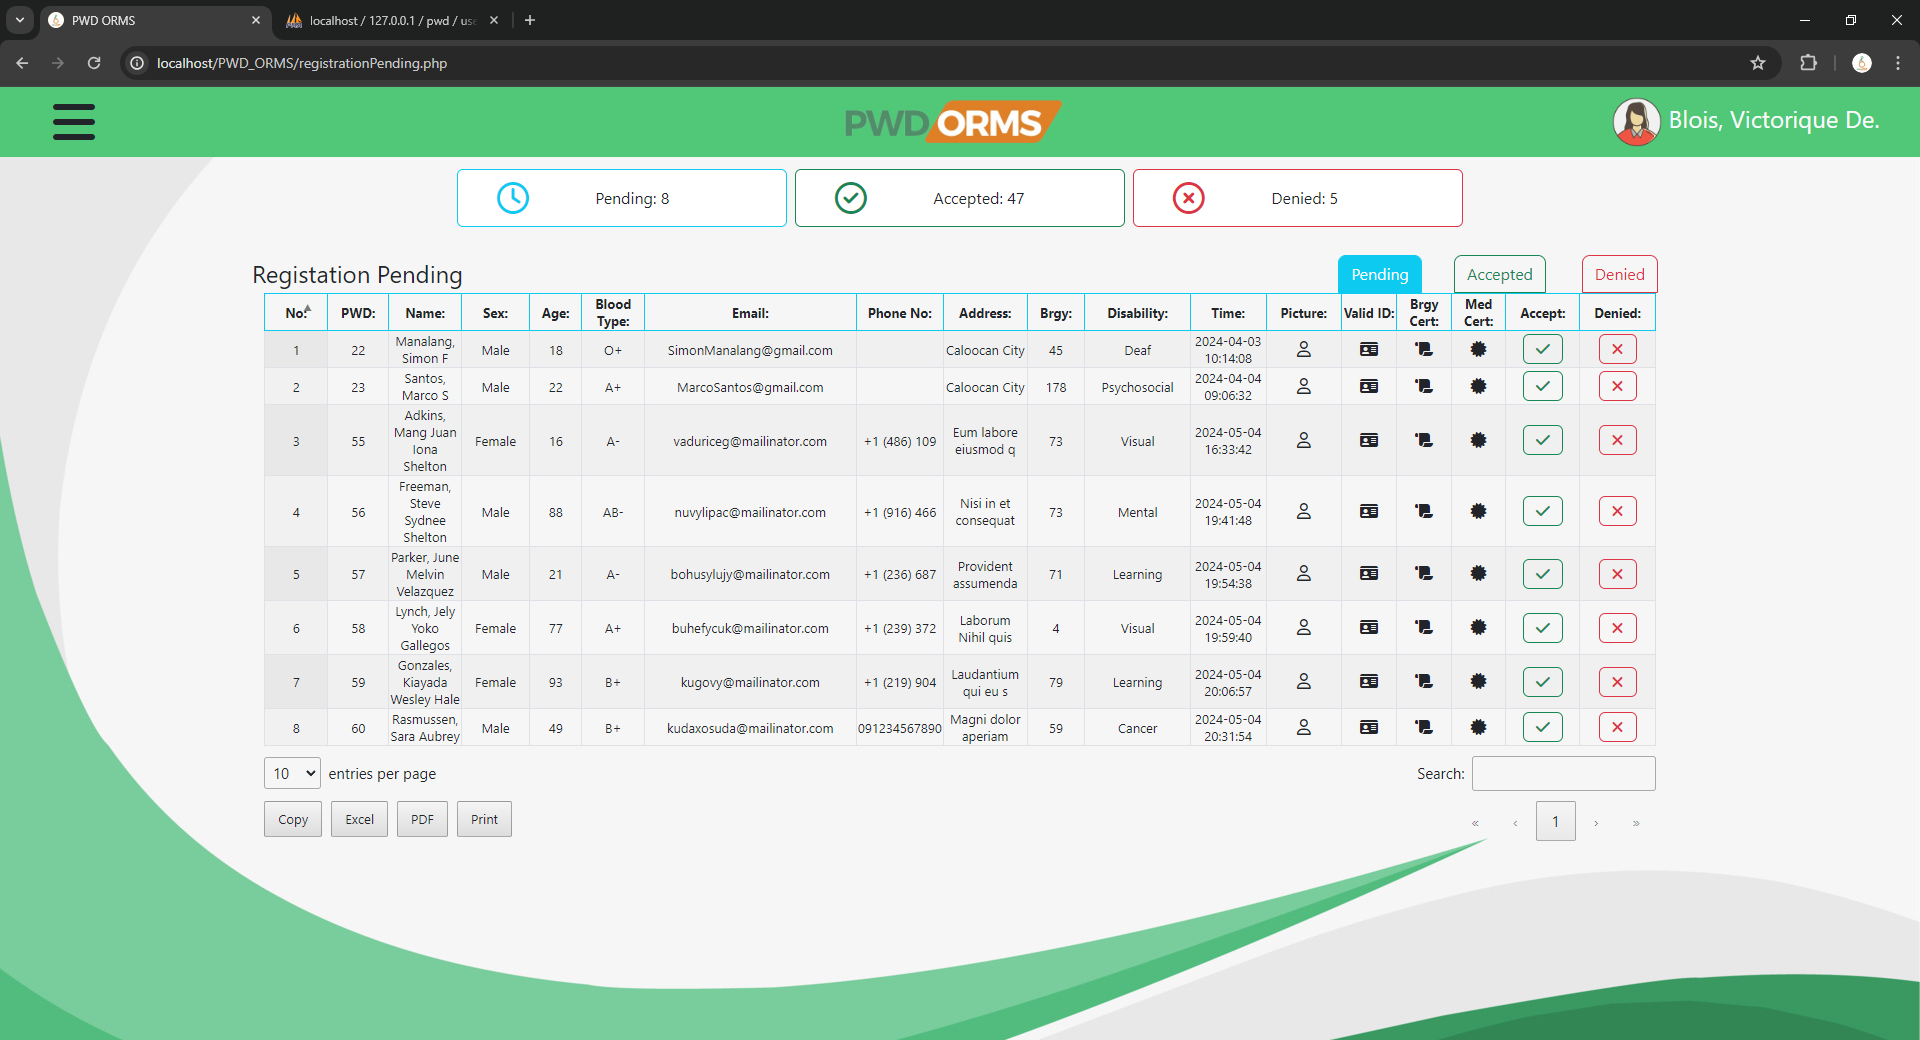 PWD ORMS
localhost / 127.0.0.1 / pwd / use
localhost/PWD_ORMS/registrationPending.php
PWD ORMS
Blois, Victorique De.
Pending: 8
Accepted: 47
Denied: 5
Registation Pending
Pending
Accepted
Denied
No: PWD: Name: Sex: Age: Blood Type: Email: Phone No: Address: Brgy: Disability: Time: Picture: Valid ID: Brgy Cert: Med Cert: Accept: Denied:
1 22 Manalang, Simon F Male 18 O+ SimonManalang@gmail.com Caloocan City 45 Deaf 2024-04-03 10:14:08
2 23 Santos, Marco S Male 22 A+ MarcoSantos@gmail.com Caloocan City 178 Psychosocial 2024-04-04 09:06:32
3 55 Adkins, Mang Juan Iona Shelton Female 16 A- vaduriceg@mailinator.com +1 (486) 109 Eum labore eiusmod q 73 Visual 2024-05-04 16:33:42
4 56 Freeman, Steve Sydnee Shelton Male 88 AB- nuvylipac@mailinator.com +1 (916) 466 Nisi in et consequat 73 Mental 2024-05-04 19:41:48
5 57 Parker, June Melvin Velazquez Male 21 A- bohusylujy@mailinator.com +1 (236) 687 Provident assumenda 71 Learning 2024-05-04 19:54:38
6 58 Lynch, Jely Yoko Gallegos Female 77 A+ buhefycuk@mailinator.com +1 (239) 372 Laborum Nihil quis 4 Visual 2024-05-04 19:59:40
7 59 Gonzales, Kiayada Wesley Hale Female 93 B+ kugovy@mailinator.com +1 (219) 904 Laudantium qui eu s 79 Learning 2024-05-04 20:06:57
8 60 Rasmussen, Sara Aubrey Male 49 B+ kudaxosuda@mailinator.com 091234567890 Magni dolor aperiam 59 Cancer 2024-05-04 20:31:54
10 entries per page
Search:
Copy Excel PDF Print
« ‹ 1 › »